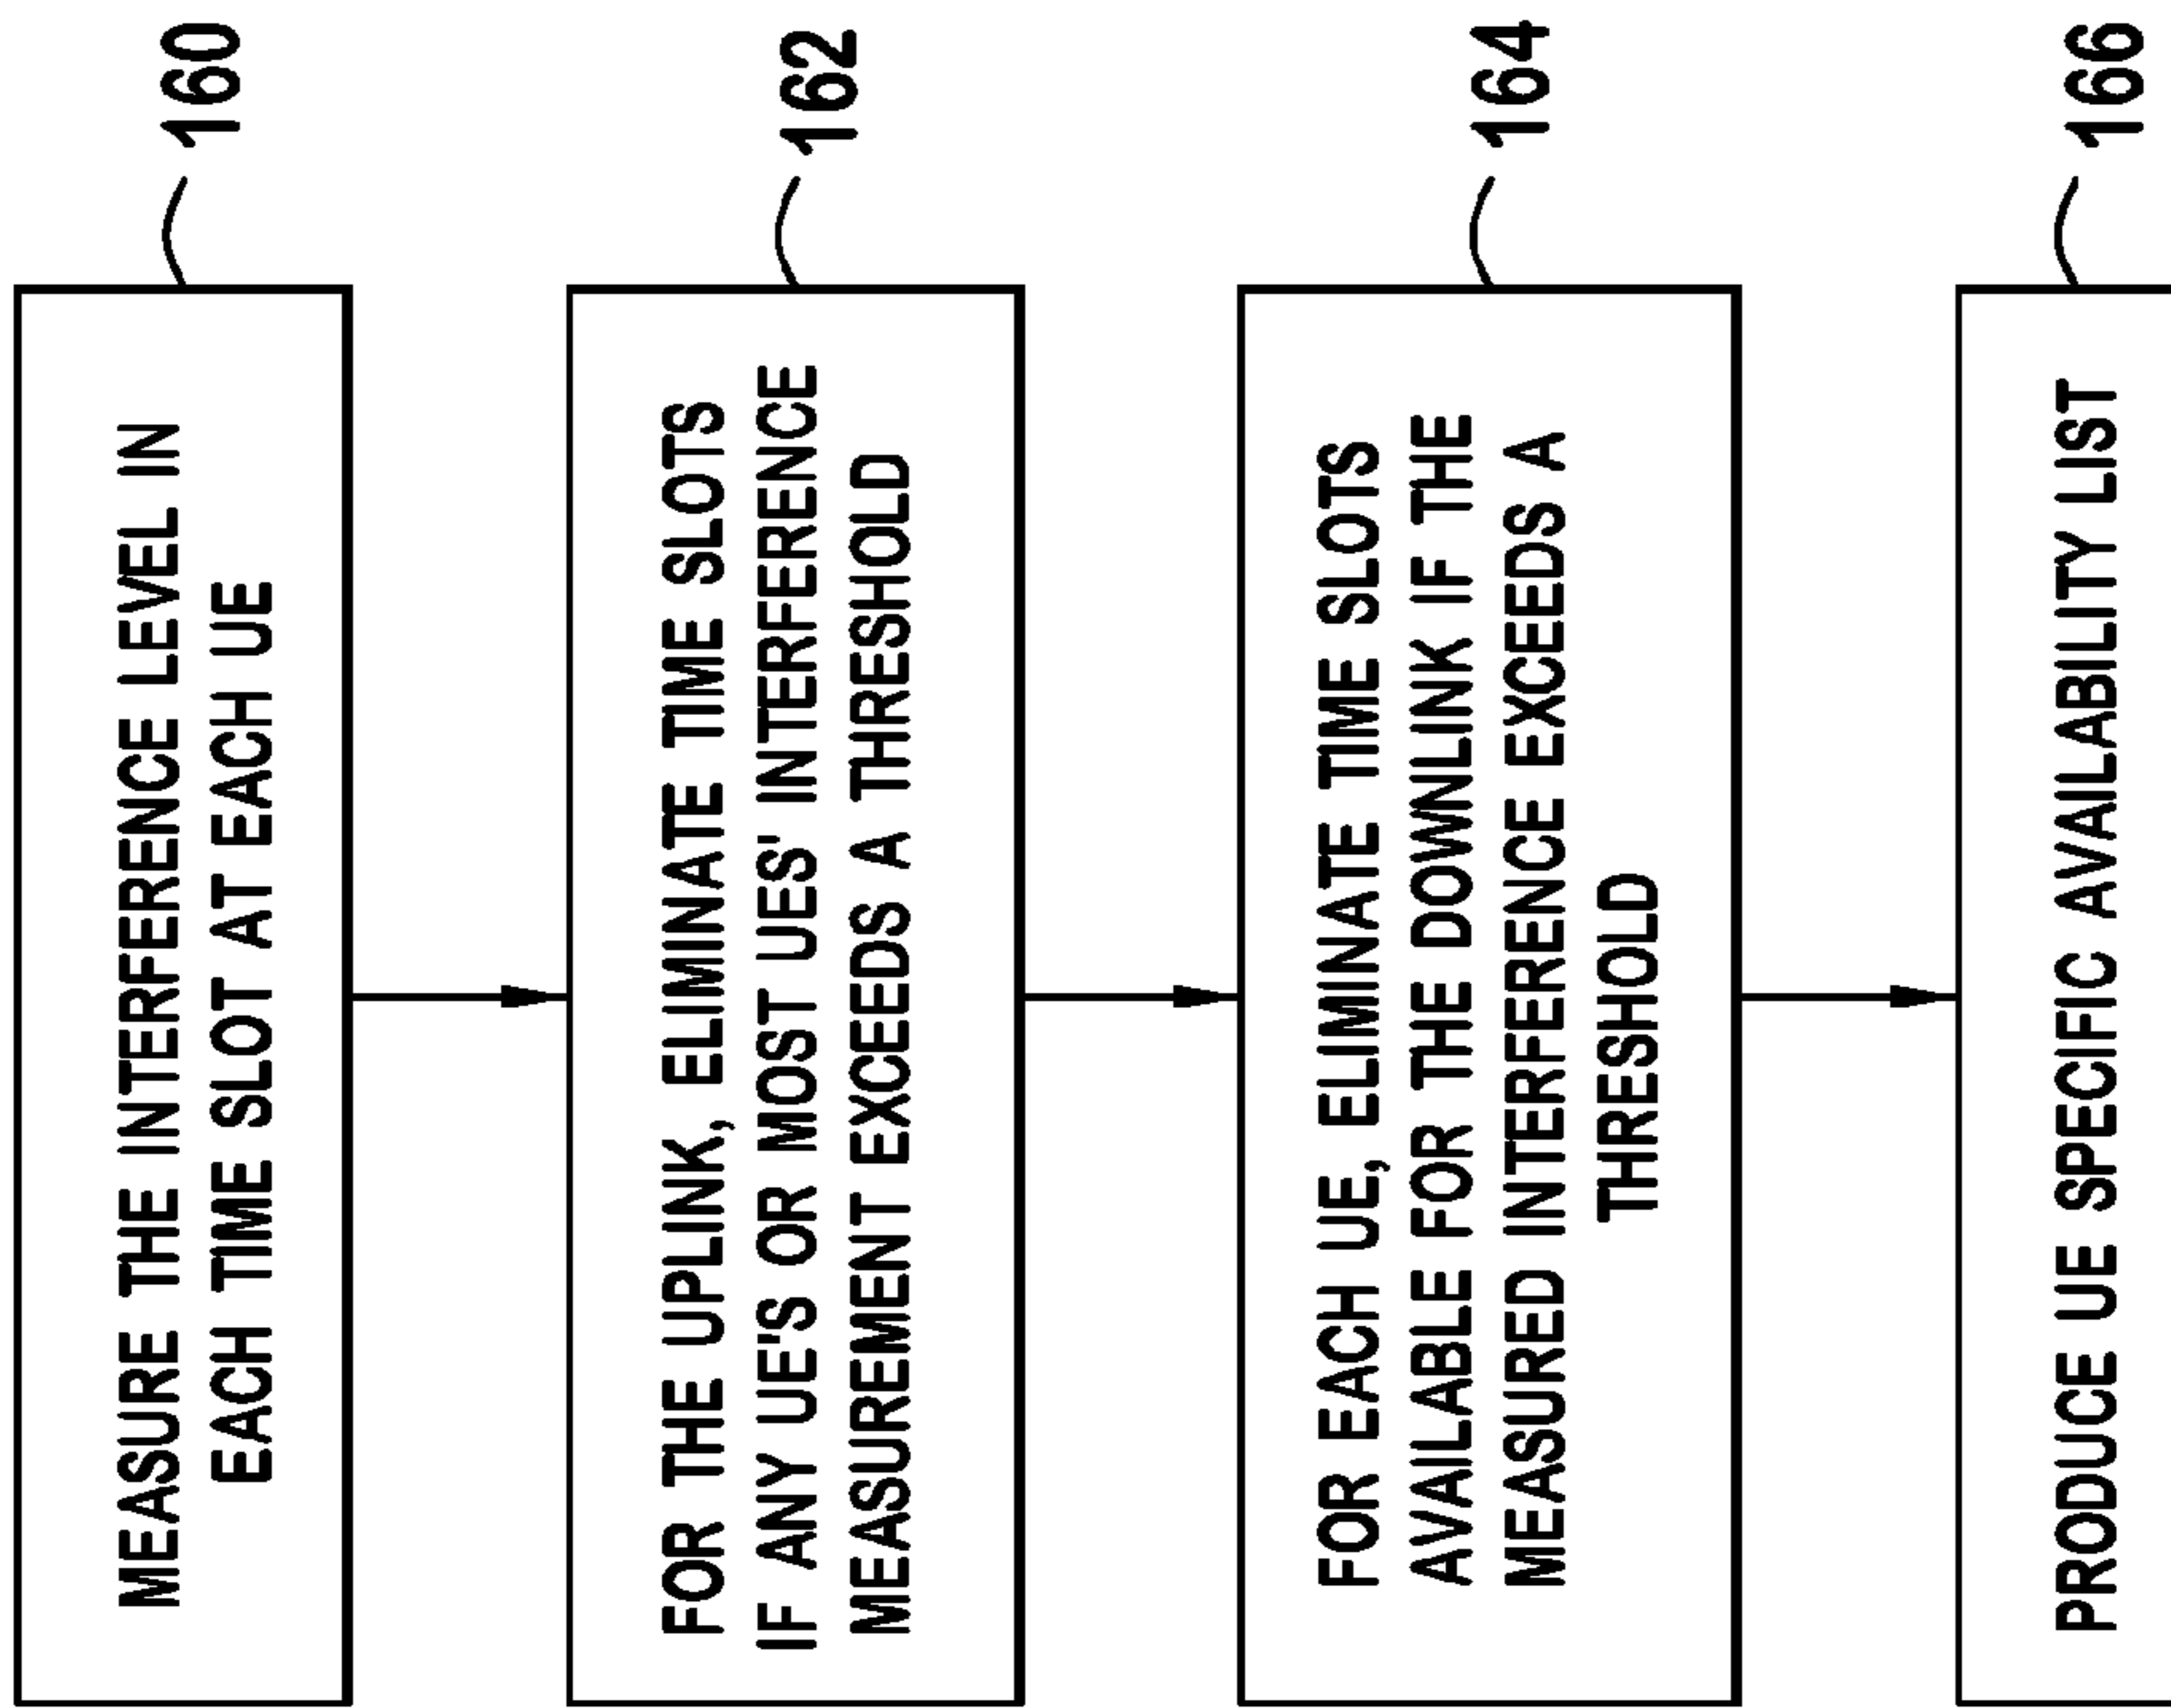 MEASURE THE INTERFERENCE LEVEL IN
EACH TIME SLOT AT EACH UE
160
FOR THE UPLINK, ELIMINATE TIME SLOTS
IF ANY UE'S OR MOST UES' INTERFERENCE
MEASUREMENT EXCEEDS A THRESHOLD
162
FOR EACH UE, ELIMINATE TIME SLOTS
AVAILABLE FOR THE DOWNLINK IF THE
MEASURED INTERFERENCE EXCEEDS A
THRESHOLD
164
PRODUCE UE SPECIFIC AVAILABILITY LIST
166